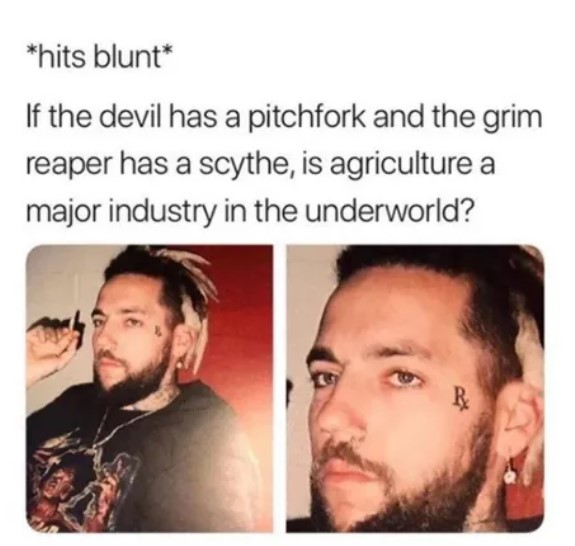 *hits blunt*
If the devil has a pitchfork and the grim
reaper has a scythe, is agriculture a
major industry in the underworld?
℞